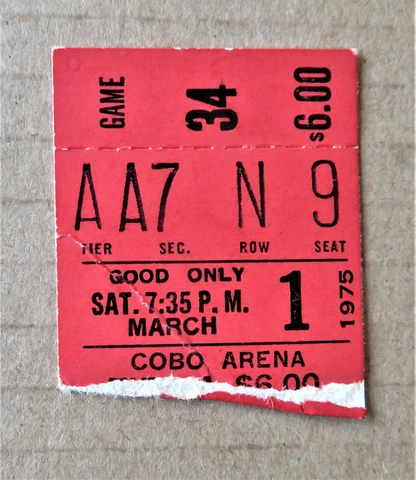 GAME 34 $6.00
A A7 N 9
TIER SEC. ROW SEAT
GOOD ONLY
SAT. 7:35 P. M.
MARCH 1 1975
COBO ARENA
$6.00